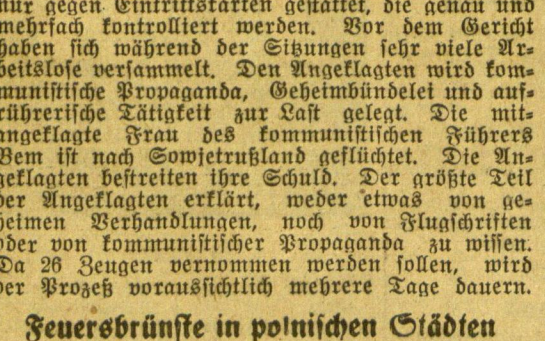 nur gegen Eintrittskarten gestattet, die genau und
mehrfach kontrolliert werden. Vor dem Gericht
haben sich während der Sitzungen sehr viele Ar-
beitslose versammelt. Den Angeklagten wird kom-
munistische Propaganda, Geheimbündelei und auf-
rührerische Tätigkeit zur Last gelegt. Die mit-
angeklagte Frau des kommunistischen Führers
Bem ist nach Sowjetrußland geflüchtet. Die An-
geklagten bestreiten ihre Schuld. Der größte Teil
der Angeklagten erklärt, weder etwas von ge-
heimen Verhandlungen, noch von Flugschriften
oder von kommunistischer Propaganda zu wissen.
Da 26 Zeugen vernommen werden sollen, wird
der Prozeß voraussichtlich mehrere Tage dauern.
Feuersbrünste in polnischen Städten